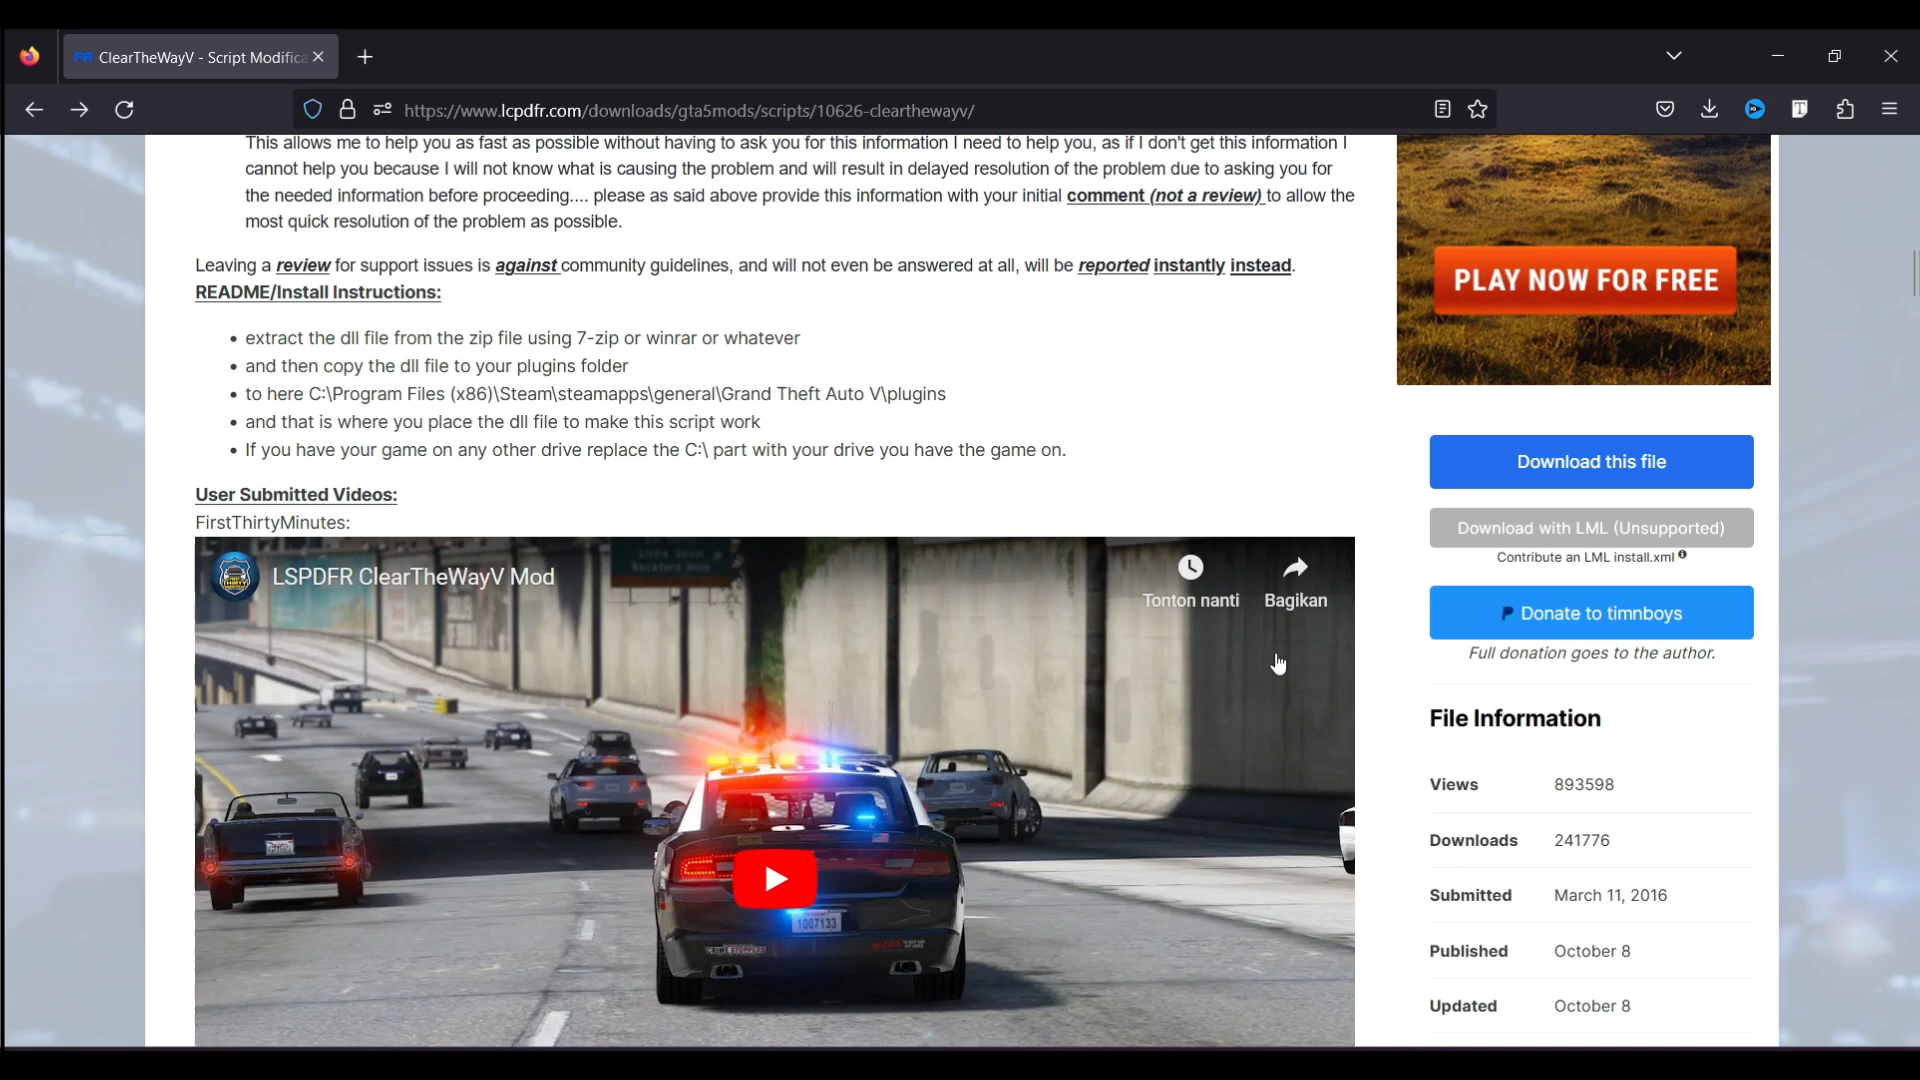 ClearTheWayV - Script Modifica
https://www.lcpdfr.com/downloads/gta5mods/scripts/10626-clearthewayv/
This allows me to help you as fast as possible without having to ask you for this information I need to help you, as if I don't get this information I
cannot help you because I will not know what is causing the problem and will result in delayed resolution of the problem due to asking you for
the needed information before proceeding.... please as said above provide this information with your initial comment (not a review) to allow the
most quick resolution of the problem as possible.
Leaving a review for support issues is against community guidelines, and will not even be answered at all, will be reported instantly instead.
README/Install Instructions:
• extract the dll file from the zip file using 7-zip or winrar or whatever
• and then copy the dll file to your plugins folder
• to here C:\Program Files (x86)\Steam\steamapps\general\Grand Theft Auto V\plugins
• and that is where you place the dll file to make this script work
• If you have your game on any other drive replace the C:\ part with your drive you have the game on.
User Submitted Videos:
FirstThirtyMinutes:
LSPDFR ClearTheWayV Mod
Tonton nanti
Bagikan
1007133
PLAY NOW FOR FREE
Download this file
Download with LML (Unsupported)
Contribute an LML install.xml
Donate to timnboys
Full donation goes to the author.
File Information
Views 893598
Downloads 241776
Submitted March 11, 2016
Published October 8
Updated October 8